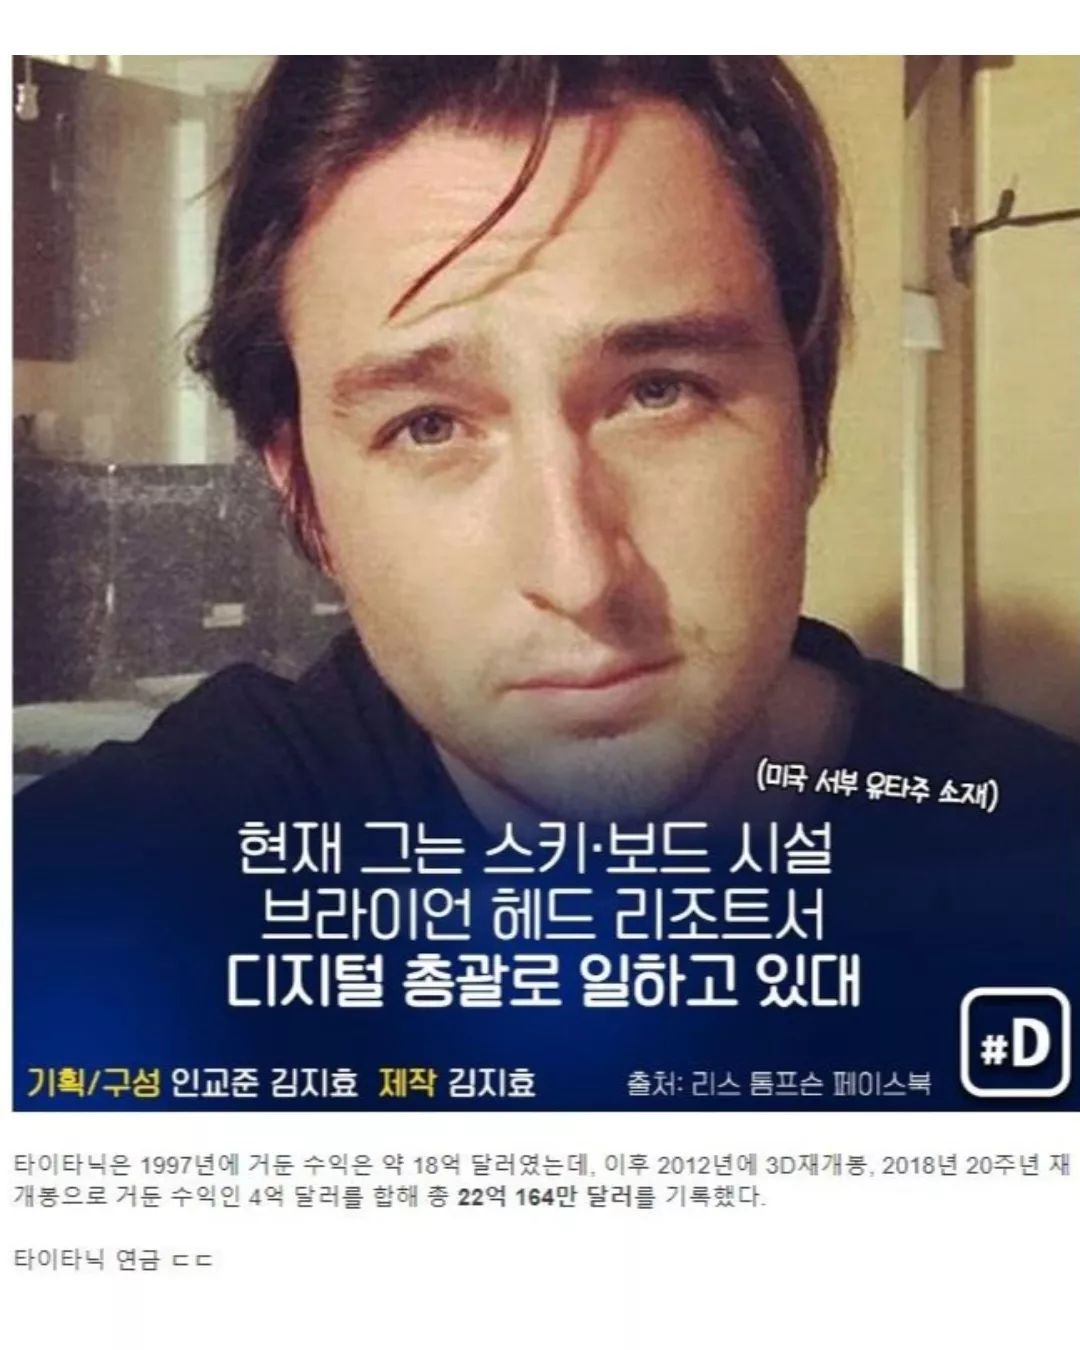 (미국 서부 유타주 소재)
현재 그는 스키·보드 시설
브라이언 헤드 리조트서
디지털 총괄로 일하고 있대
#D
기획/구성 인교준 김지효 제작 김지효 출처: 리스 톰프슨 페이스북
타이타닉은 1997년에 거둔 수익은 약 18억 달러였는데, 이후 2012년에 3D재개봉, 2018년 20주년 재
개봉으로 거둔 수익인 4억 달러를 합해 총 22억 164만 달러를 기록했다.
타이타닉 연금 ㄷㄷ